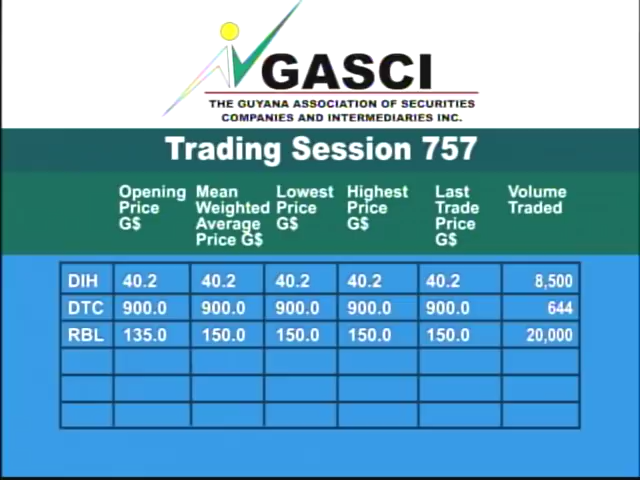 GASCI
THE GUYANA ASSOCIATION OF SECURITIES
COMPANIES AND INTERMEDIARIES INC.
Trading Session 757
Opening Price G$ Mean Weighted Average Price G$ Lowest Price G$ Highest Price G$ Last Trade Price G$ Volume Traded
DIH 40.2 40.2 40.2 40.2 40.2 8,500
DTC 900.0 900.0 900.0 900.0 900.0 644
RBL 135.0 150.0 150.0 150.0 150.0 20,000